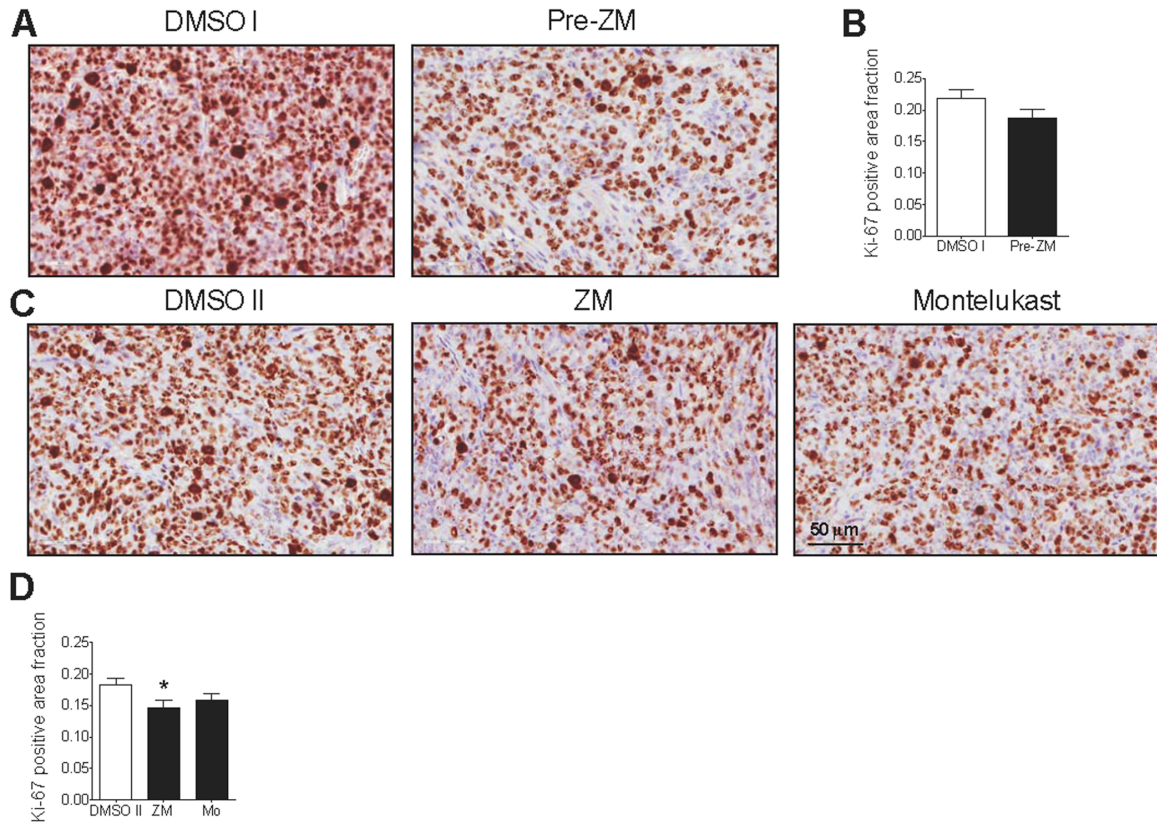 A
DMSO I
Pre-ZM
B
Ki-67 positive area fraction
0.25
0.20
0.15
0.10
0.05
0.00
DMSO I
Pre-ZM
C
DMSO II
ZM
Montelukast
50 μm
D
Ki-67 positive area fraction
0.25
0.20
0.15
0.10
0.05
0.00
*
DMSO II
ZM
Mo